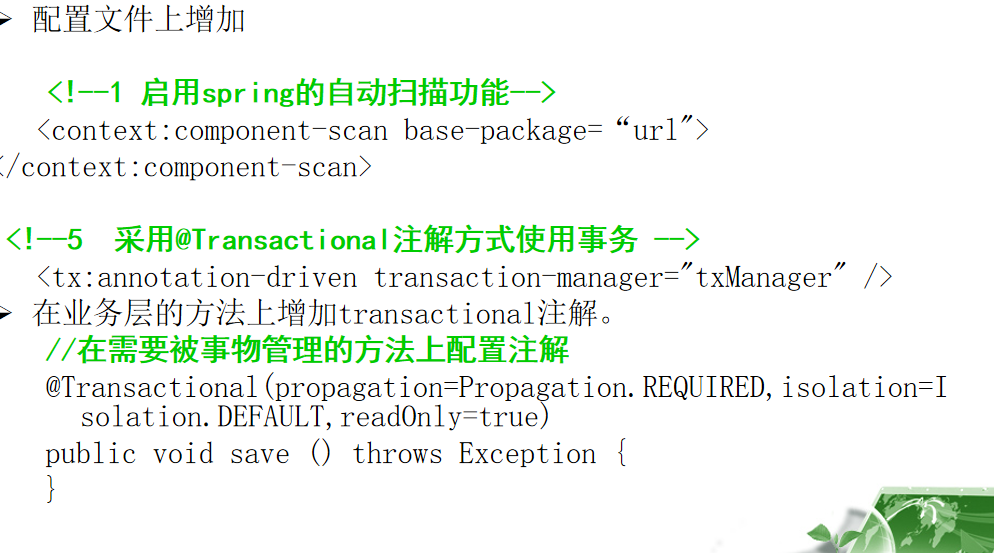 配置文件上增加
<!--1 启用spring的自动扫描功能-->
<context:component-scan base-package=“url">
</context:component-scan>
<!--5  采用@Transactional注解方式使用事务 -->
<tx:annotation-driven transaction-manager="txManager" />
在业务层的方法上增加transactional注解。
//在需要被事物管理的方法上配置注解
@Transactional(propagation=Propagation.REQUIRED,isolation=I
solation.DEFAULT,readOnly=true)
public void save () throws Exception {
}